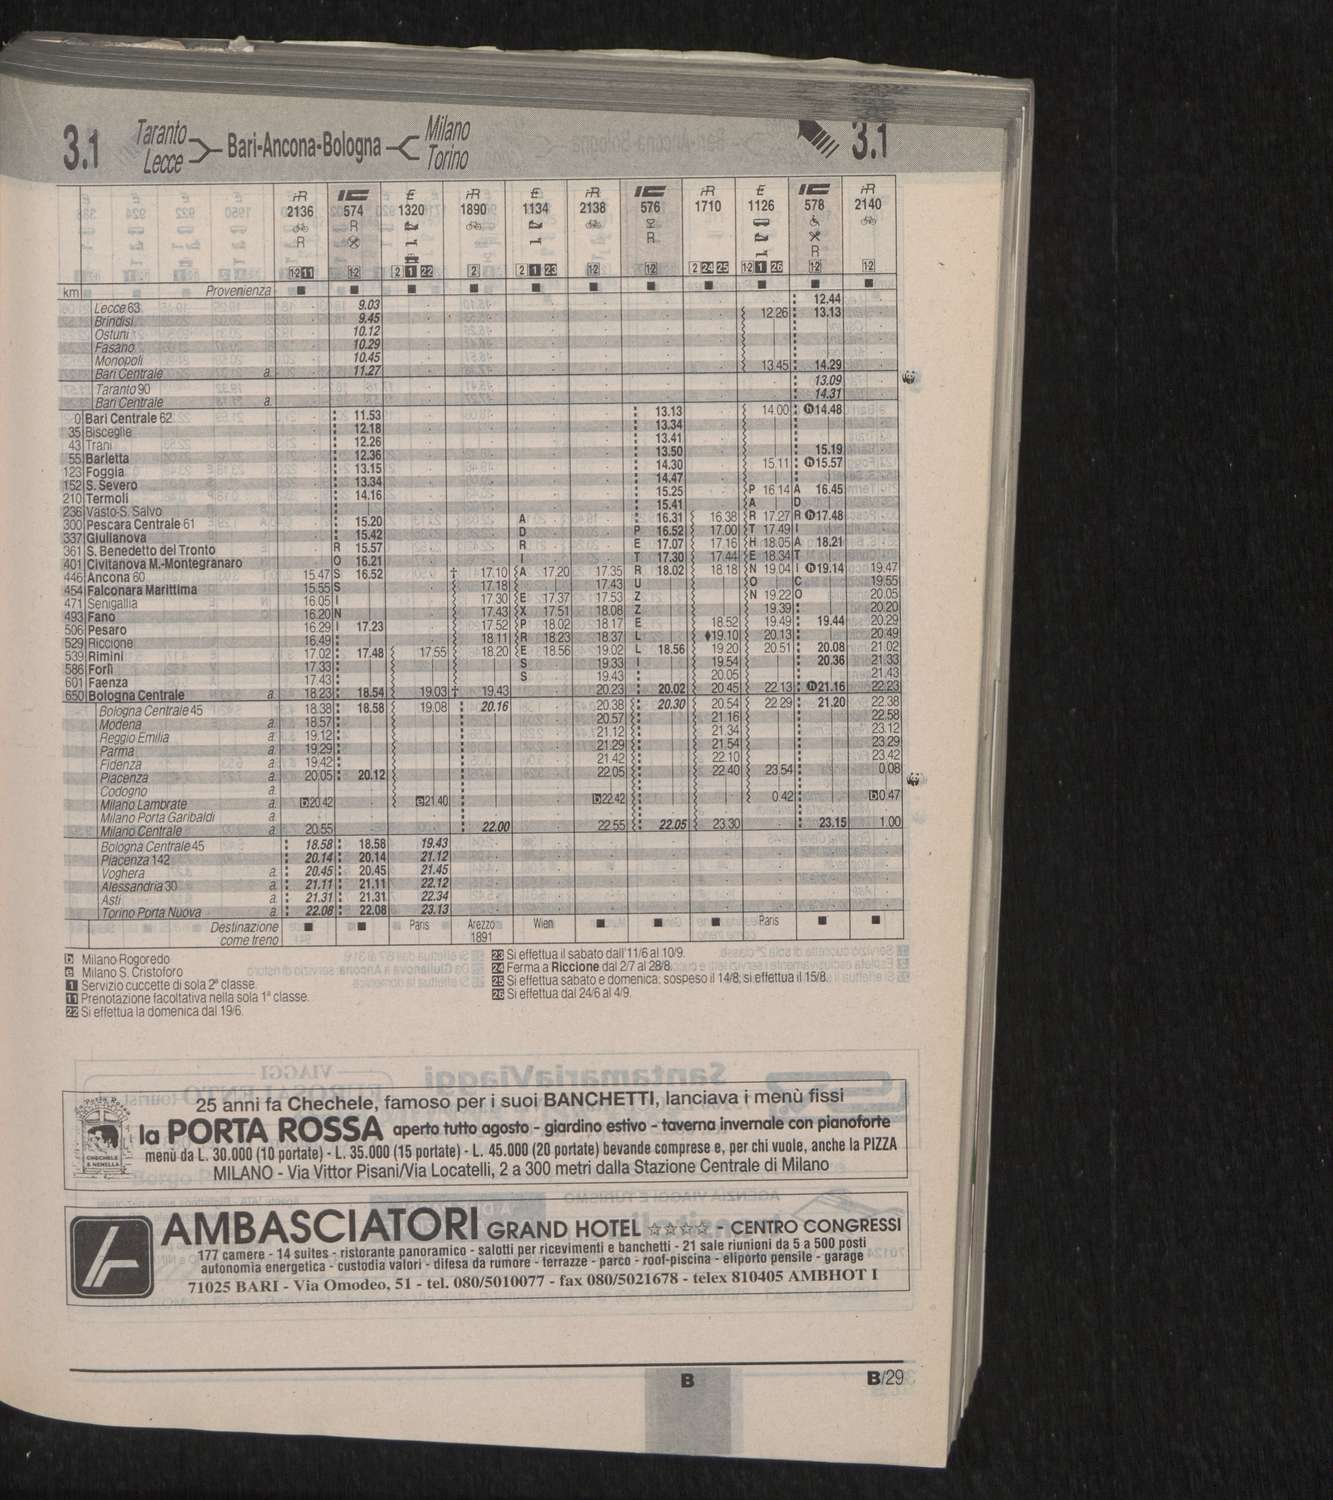 3.1 Taranto Lecce Bari-Ancona-Bologna Milano Torino 3.1
iR E iR E iR iR E iR
2136 574 1320 1890 1134 2138 576 1710 1126 578 2140
R R R R
12 11 12 2 1 22 2 2 1 23 12 12 2 24 25 12 1 26 12 12
km Provenienza ■ ■ ■ ■ ■ ■ ■ ■ ■ ■ ■
Lecce 63 9.03 12.44
Brindisi 9.45 12.26 13.13
Ostuni 10.12
Fasano 10.29
Monopoli 10.45
Bari Centrale a 11.27 13.45 14.29
Taranto 90 13.09
Bari Centrale a 14.31
0 Bari Centrale 62 11.53 13.13 14.00 h 14.48
35 Bisceglie 12.18 13.34
43 Trani 12.26 13.41
55 Barletta 12.36 13.50 15.19
123 Foggia 13.15 14.30 15.11 h 15.57
152 S. Severo 13.34 14.47
210 Termoli 14.16 15.25 P 16.14 A 16.45
236 Vasto-S. Salvo 15.41 A D
300 Pescara Centrale 61 15.20 A 16.31 16.38 R 17.27 R h 17.48
337 Giulianova 15.42 D P 16.52 17.00 T 17.49 I
361 S. Benedetto del Tronto R 15.57 R E 17.07 17.16 H 18.05 A 18.21
401 Civitanova M.-Montegranaro O 16.21 I T 17.30 17.44 E 18.34 T
446 Ancona 60 15.47 S 16.52 † 17.10 A 17.20 17.35 R 18.02 18.18 N 19.04 I h 19.14 19.47
454 Falconara Marittima 15.55 S 17.18 17.43 U O C 19.55
471 Senigallia 16.05 I 17.30 E 17.37 17.53 Z N 19.22 O 20.05
493 Fano 16.20 N 17.43 X 17.51 18.08 Z 19.39 20.20
506 Pesaro 16.29 I 17.23 17.52 P 18.02 18.17 E 18.52 19.49 19.44 20.29
529 Riccione 16.49 18.11 R 18.23 18.37 L ♦19.10 20.13 20.49
539 Rimini 17.02 17.48 17.55 18.20 E 18.56 19.02 L 18.56 19.20 20.51 20.08 21.02
586 Forlì 17.33 S 19.33 I 19.54 20.36 21.33
601 Faenza 17.43 S 19.43 20.05 21.43
650 Bologna Centrale a 18.23 18.54 19.03 † 19.43 20.23 20.02 20.45 22.13 h 21.16 22.23
Bologna Centrale 45 18.38 18.58 19.08 20.16 20.38 20.30 20.54 22.29 21.20 22.38
Modena a 18.57 20.57 21.16 22.58
Reggio Emilia a 19.12 21.12 21.34 23.12
Parma a 19.29 21.29 21.54 23.29
Fidenza a 19.42 21.42 22.10 23.42
Piacenza a 20.05 20.12 22.05 22.40 23.54 0.08
Codogno a
Milano Lambrate a b 20.42 e 21.40 b 22.42 0.42 b 0.47
Milano Porta Garibaldi a
Milano Centrale a 20.55 22.00 22.55 22.05 23.30 23.15 1.00
Bologna Centrale 45 18.58 18.58 19.43
Piacenza 142 20.14 20.14 21.12
Voghera a 20.45 20.45 21.45
Alessandria 30 a 21.11 21.11 22.12
Asti a 21.31 21.31 22.34
Torino Porta Nuova a 22.08 22.08 23.13
Destinazione ■ ■ Paris Arezzo Wien ■ ■ ■ Paris ■ ■
come treno 1891
b Milano Rogoredo
e Milano S. Cristoforo
1 Servizio cuccette di sola 2ª classe.
11 Prenotazione facoltativa nella sola 1ª classe.
22 Si effettua la domenica dal 19/6.
23 Si effettua il sabato dall'11/6 al 10/9.
24 Ferma a Riccione dal 2/7 al 28/8.
25 Si effettua sabato e domenica; sospeso il 14/8; si effettua il 15/8.
26 Si effettua dal 24/6 al 4/9.
25 anni fa Chechele, famoso per i suoi BANCHETTI, lanciava i menù fissi
la PORTA ROSSA aperto tutto agosto - giardino estivo - taverna invernale con pianoforte
menù da L. 30.000 (10 portate) - L. 35.000 (15 portate) - L. 45.000 (20 portate) bevande comprese e, per chi vuole, anche la PIZZA
MILANO - Via Vittor Pisani/Via Locatelli, 2 a 300 metri dalla Stazione Centrale di Milano
CHECHELE
E NENELLA
AMBASCIATORI GRAND HOTEL ☆☆☆☆ - CENTRO CONGRESSI
177 camere - 14 suites - ristorante panoramico - salotti per ricevimenti e banchetti - 21 sale riunioni da 5 a 500 posti
autonomia energetica - custodia valori - difesa da rumore - terrazze - parco - roof-piscina - eliporto pensile - garage
71025 BARI - Via Omodeo, 51 - tel. 080/5010077 - fax 080/5021678 - telex 810405 AMBHOT I
B B/29